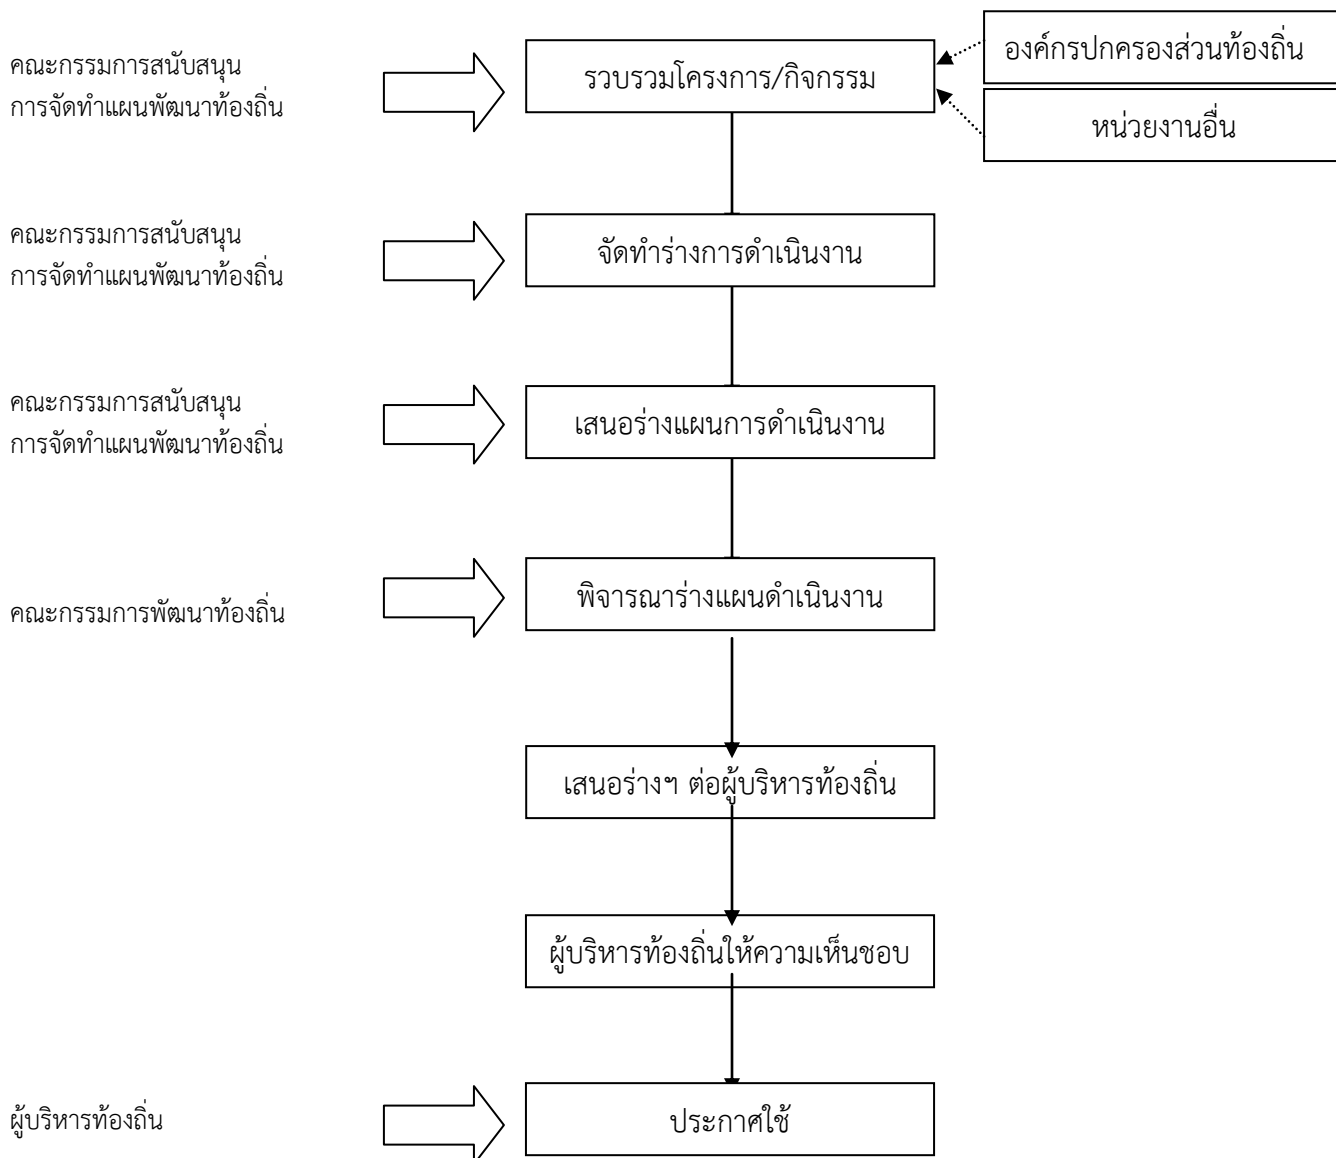 คณะกรรมการสนับสนุน
การจัดทำแผนพัฒนาท้องถิ่น
รวบรวมโครงการ/กิจกรรม
องค์กรปกครองส่วนท้องถิ่น
หน่วยงานอื่น
คณะกรรมการสนับสนุน
การจัดทำแผนพัฒนาท้องถิ่น
จัดทำร่างการดำเนินงาน
คณะกรรมการสนับสนุน
การจัดทำแผนพัฒนาท้องถิ่น
เสนอร่างแผนการดำเนินงาน
คณะกรรมการพัฒนาท้องถิ่น
พิจารณาร่างแผนดำเนินงาน
เสนอร่างฯ ต่อผู้บริหารท้องถิ่น
ผู้บริหารท้องถิ่นให้ความเห็นชอบ
ผู้บริหารท้องถิ่น
ประกาศใช้